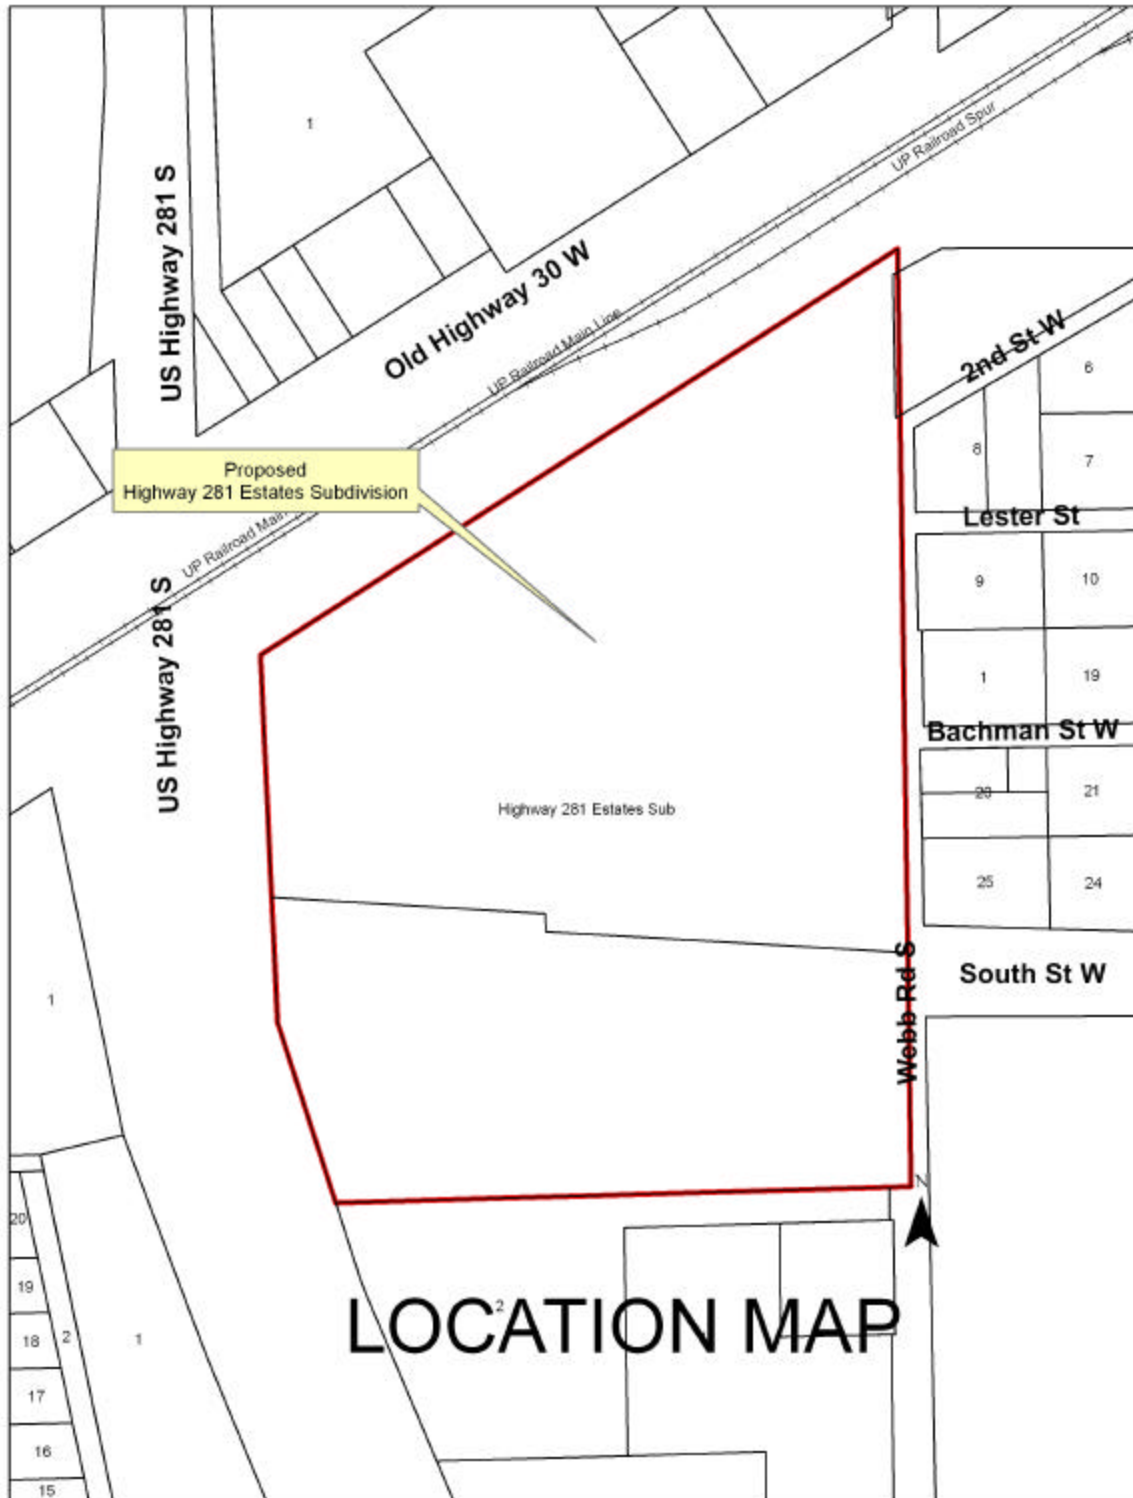 1
US Highway 281 S
UP Railroad Spur
Old Highway 30 W
UP Railroad Main Line
2nd St W
6
8
7
Proposed
Highway 281 Estates Subdivision
Lester St
UP Railroad Main
US Highway 281 S
9
10
1
19
Bachman St W
20
21
Highway 281 Estates Sub
25
24
Webb Rd S
South St W
1
N
20
19
18
2
1
17
16
15
2
LOCATION MAP